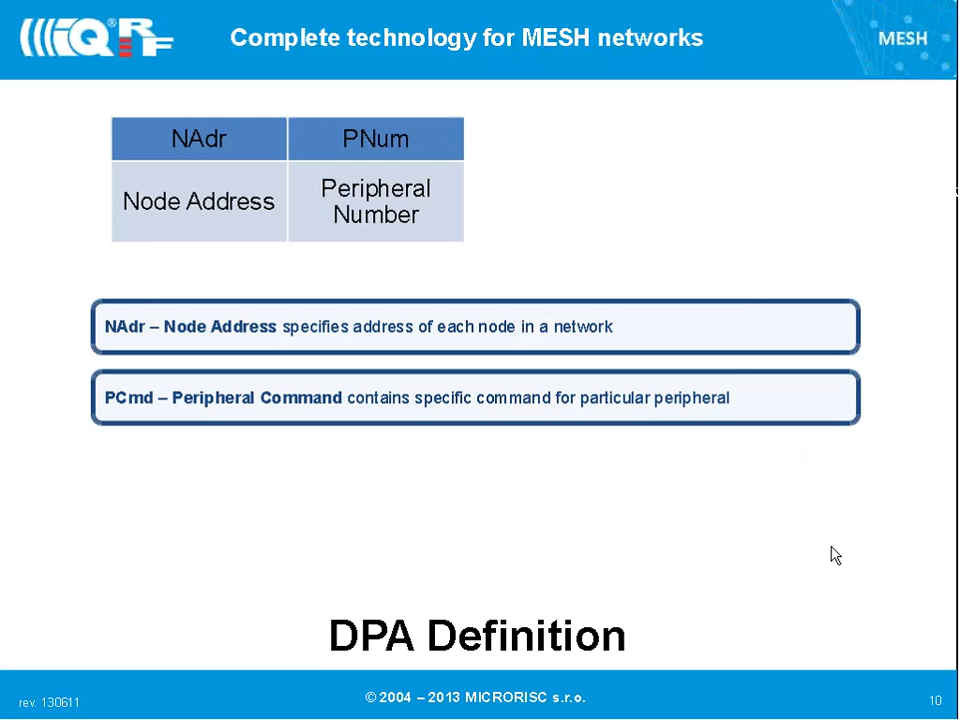 IQRF
Complete technology for MESH networks
MESH
NAdr PNum
Node Address Peripheral Number
NAdr – Node Address specifies address of each node in a network
PCmd – Peripheral Command contains specific command for particular peripheral
DPA Definition
rev. 130611
© 2004 – 2013 MICRORISC s.r.o.
10